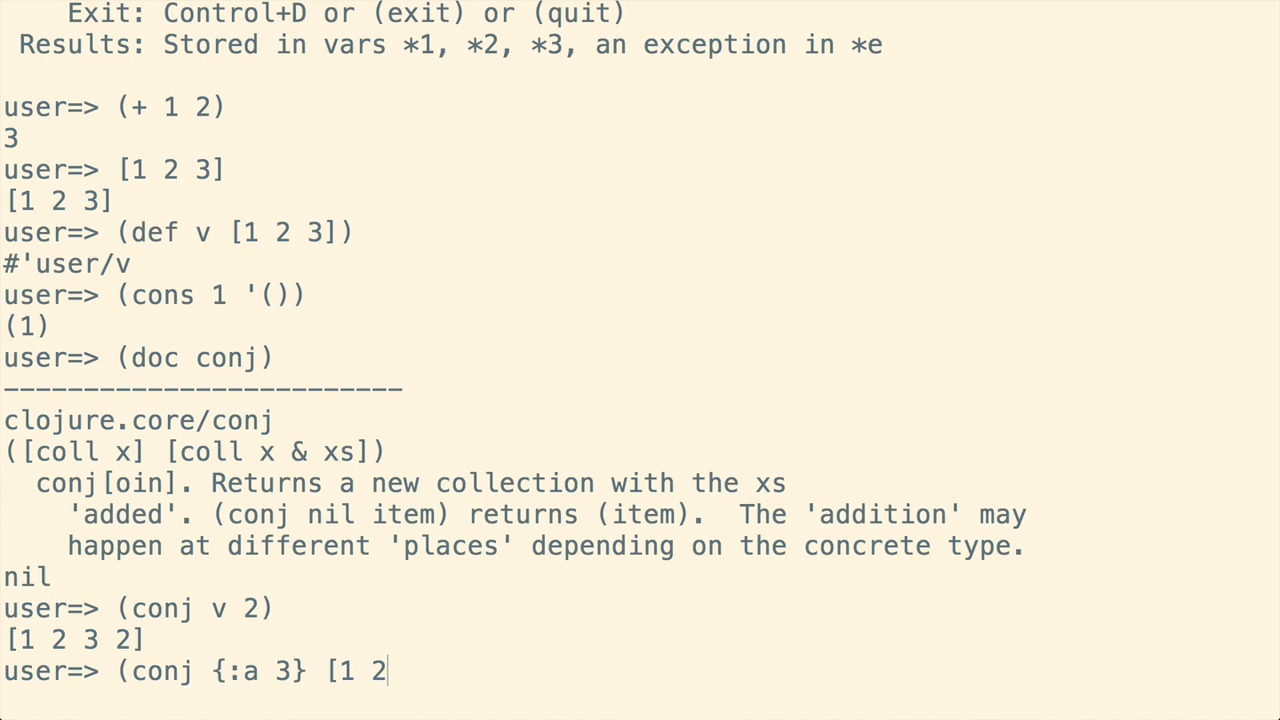 Exit: Control+D or (exit) or (quit)
Results: Stored in vars *1, *2, *3, an exception in *e
user=> (+ 1 2)
3
user=> [1 2 3]
[1 2 3]
user=> (def v [1 2 3])
#'user/v
user=> (cons 1 '())
(1)
user=> (doc conj)
-------------------------
clojure.core/conj
([coll x] [coll x & xs])
conj[oin]. Returns a new collection with the xs
'added'. (conj nil item) returns (item).  The 'addition' may
happen at different 'places' depending on the concrete type.
nil
user=> (conj v 2)
[1 2 3 2]
user=> (conj {:a 3} [1 2